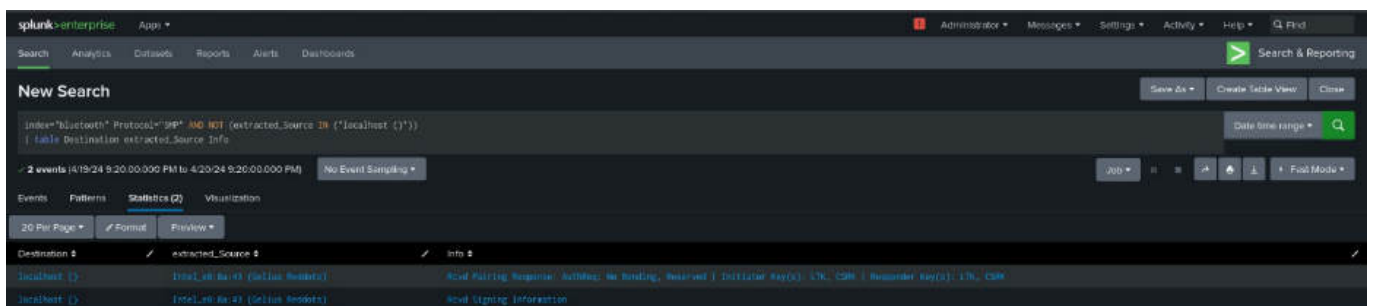 splunk>enterprise Apps
Administrator Messages Settings Activity Help Find
Search Analytics Datasets Reports Alerts Dashboards
Search & Reporting
New Search
Save As Create Table View Close
index="bluetooth" Protocol="SMP" AND NOT (extracted_Source IN ("localhost ()"))
| table Destination extracted_Source Info
Date time range
2 events (4/19/24 9:20:00.000 PM to 4/20/24 9:20:00.000 PM) No Event Sampling
Job Fast Mode
Events Patterns Statistics (2) Visualization
20 Per Page Format Preview
Destination extracted_Source Info
localhost () Rcvd Pairing Response: AuthReq: No Bonding, Reserved | Initiator Key(s): LTK, CSRK | Responder Key(s): LTK, CSRK
localhost () Rcvd Signing Information